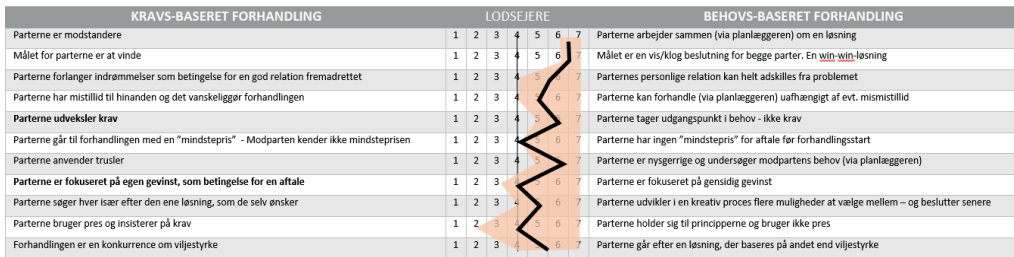 KRAVS-BASERET FORHANDLING LODSEJERE BEHOVS-BASERET FORHANDLING
Parterne er modstandere 1 2 3 4 5 6 7 Parterne arbejder sammen (via planlæggeren) om en løsning
Målet for parterne er at vinde 1 2 3 4 5 6 7 Målet er en vis/klog beslutning for begge parter. En win-win-løsning
Parterne forlanger indrømmelser som betingelse for en god relation fremadrettet 1 2 3 4 5 6 7 Parternes personlige relation kan helt adskilles fra problemet
Parterne har mistillid til hinanden og det vanskeliggør forhandlingen 1 2 3 4 5 6 7 Parterne kan forhandle (via planlæggeren) uafhængigt af evt. mismistillid
Parterne udveksler krav 1 2 3 4 5 6 7 Parterne tager udgangspunkt i behov - ikke krav
Parterne går til forhandlingen med en ”mindstepris” - Modparten kender ikke mindsteprisen 1 2 3 4 5 6 7 Parterne har ingen ”mindstepris” for aftale før forhandlingsstart
Parterne anvender trusler 1 2 3 4 5 6 7 Parterne er nysgerrige og undersøger modpartens behov (via planlæggeren)
Parterne er fokuseret på egen gevinst, som betingelse for en aftale 1 2 3 4 5 6 7 Parterne er fokuseret på gensidig gevinst
Parterne søger hver især efter den ene løsning, som de selv ønsker 1 2 3 4 5 6 7 Parterne udvikler i en kreativ proces flere muligheder at vælge mellem – og beslutter senere
Parterne bruger pres og insisterer på krav 1 2 3 4 5 6 7 Parterne holder sig til principperne og bruger ikke pres
Forhandlingen er en konkurrence om viljestyrke 1 2 3 4 5 6 7 Parterne går efter en løsning, der baseres på andet end viljestyrke